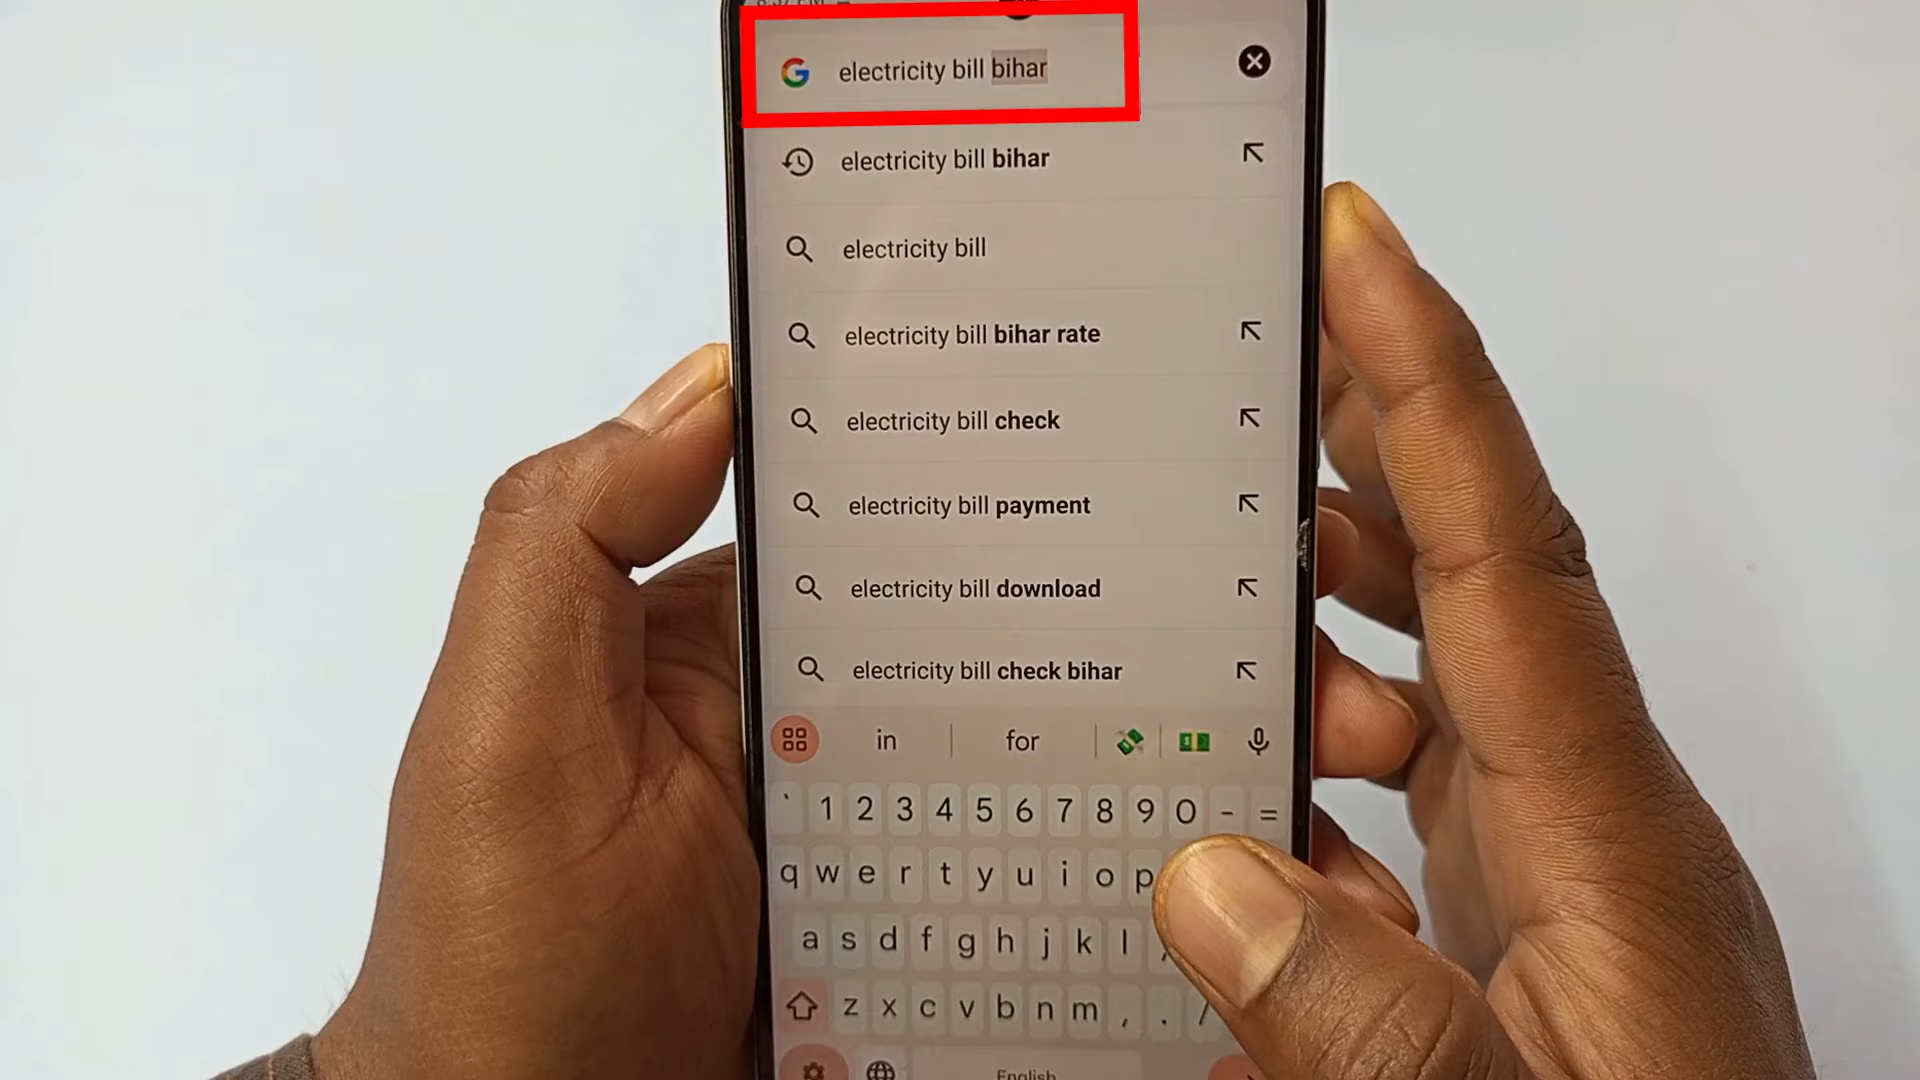 electricity bill bihar
electricity bill bihar
electricity bill
electricity bill bihar rate
electricity bill check
electricity bill payment
electricity bill download
electricity bill check bihar
in for
` 1 2 3 4 5 6 7 8 9 0 - =
q w e r t y u i o p
a s d f g h j k l
z x c v b n m , . /
English